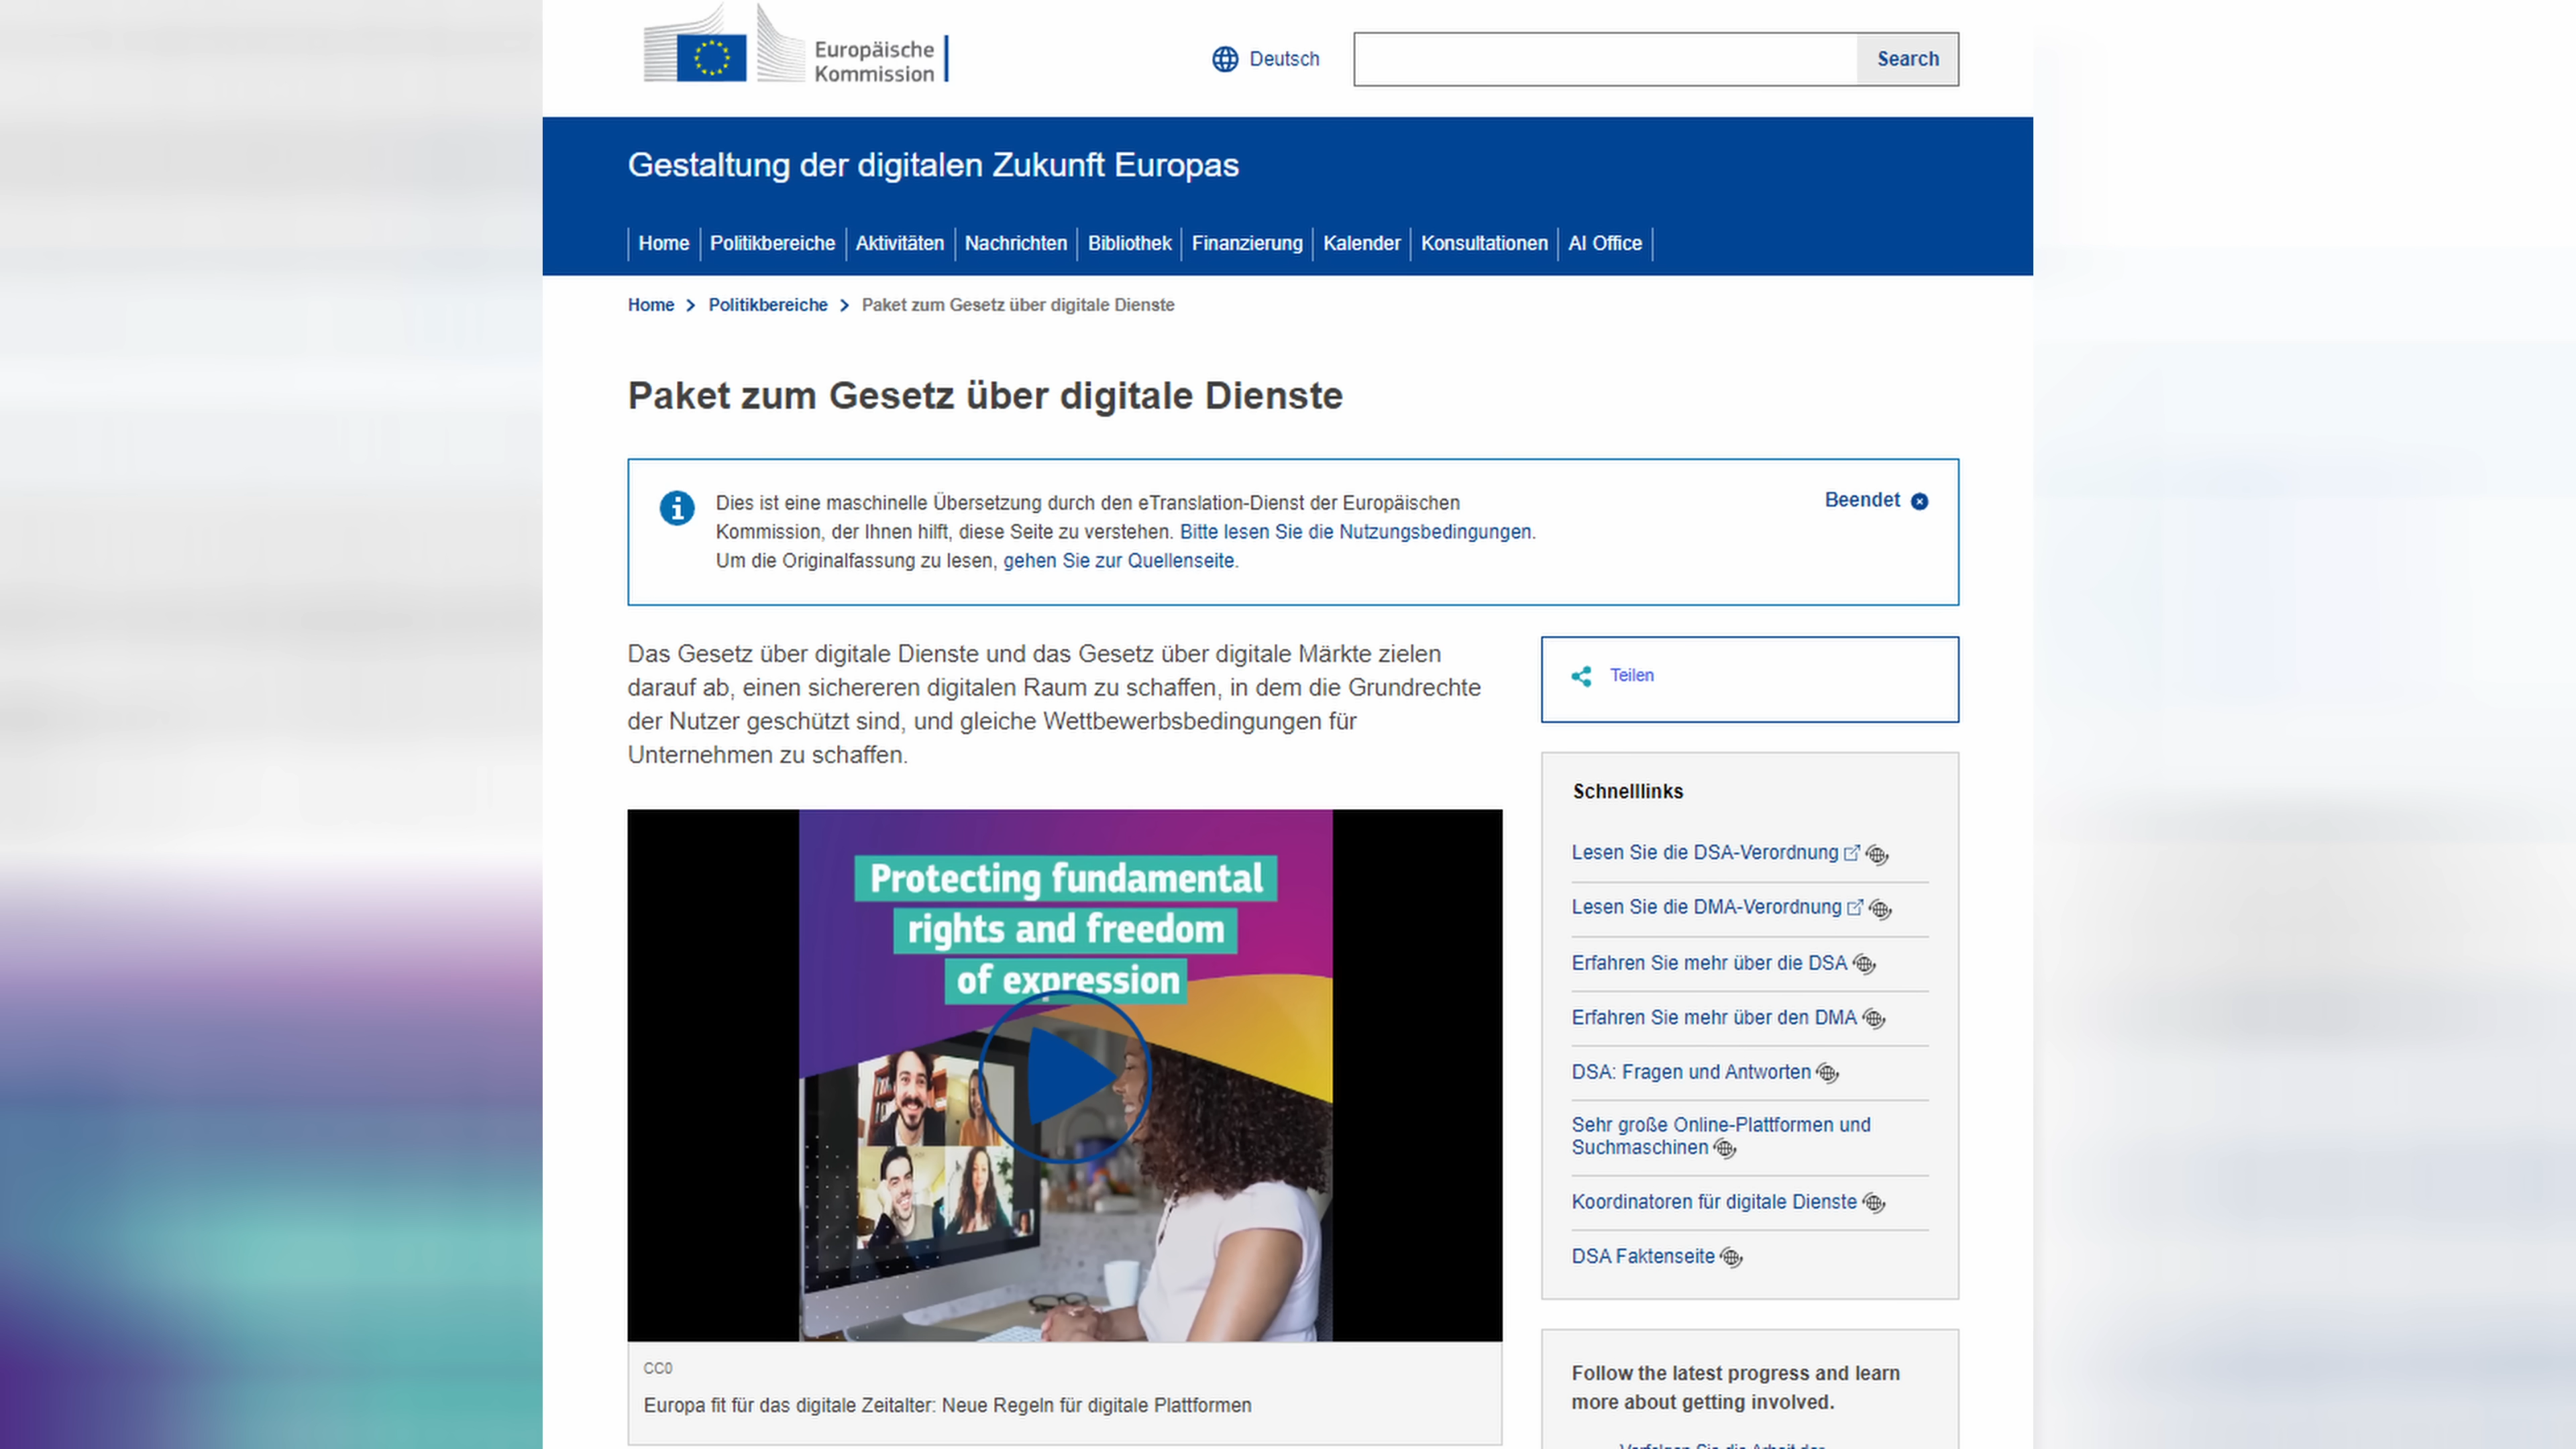 Europäische
Kommission
Deutsch
Search
Gestaltung der digitalen Zukunft Europas
Home
Politikbereiche
Aktivitäten
Nachrichten
Bibliothek
Finanzierung
Kalender
Konsultationen
AI Office
Home > Politikbereiche > Paket zum Gesetz über digitale Dienste
Paket zum Gesetz über digitale Dienste
Dies ist eine maschinelle Übersetzung durch den eTranslation-Dienst der Europäischen
Kommission, der Ihnen hilft, diese Seite zu verstehen. Bitte lesen Sie die Nutzungsbedingungen.
Um die Originalfassung zu lesen, gehen Sie zur Quellenseite.
Beendet
Das Gesetz über digitale Dienste und das Gesetz über digitale Märkte zielen
darauf ab, einen sichereren digitalen Raum zu schaffen, in dem die Grundrechte
der Nutzer geschützt sind, und gleiche Wettbewerbsbedingungen für
Unternehmen zu schaffen.
Protecting fundamental
rights and freedom
of expression
CC0
Europa fit für das digitale Zeitalter: Neue Regeln für digitale Plattformen
Teilen
Schnelllinks
Lesen Sie die DSA-Verordnung
Lesen Sie die DMA-Verordnung
Erfahren Sie mehr über die DSA
Erfahren Sie mehr über den DMA
DSA: Fragen und Antworten
Sehr große Online-Plattformen und
Suchmaschinen
Koordinatoren für digitale Dienste
DSA Faktenseite
Follow the latest progress and learn
more about getting involved.
Verfolgen Sie die Arbeit der